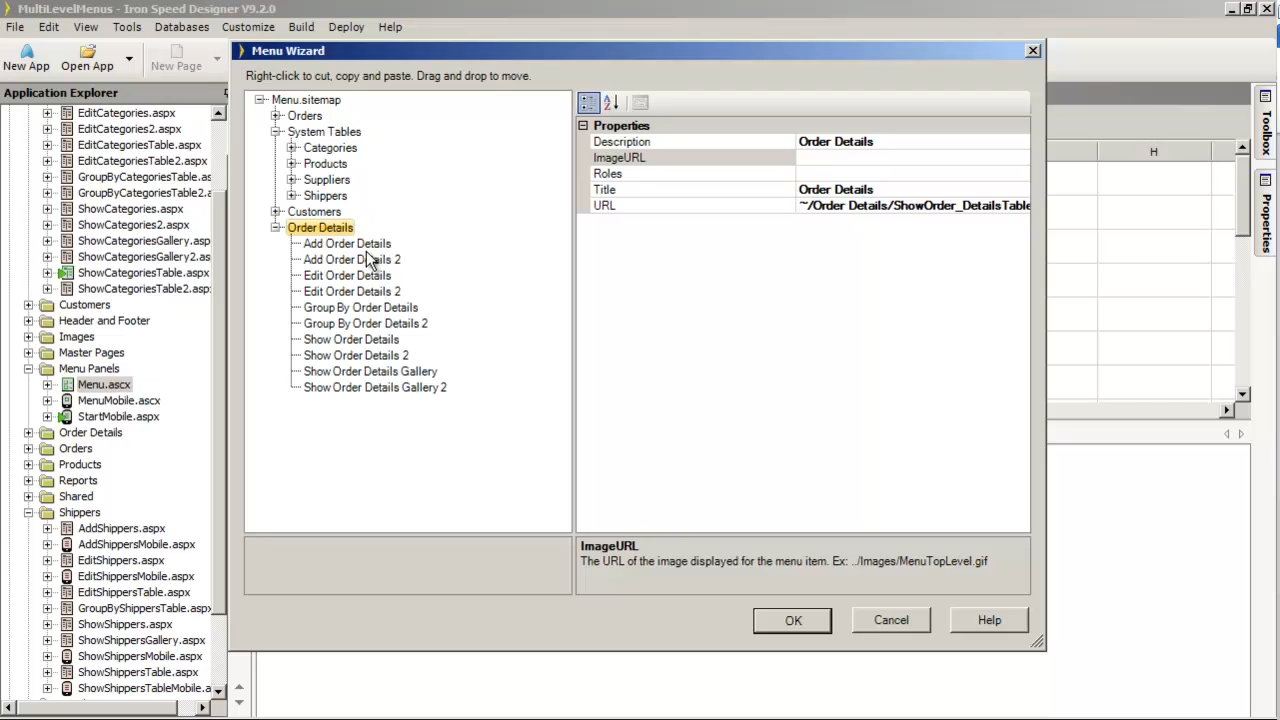 MultiLevelMenus - Iron Speed Designer V9.2.0
File Edit View Tools Databases Customize Build Deploy Help
New App Open App New Page
Application Explorer
EditCategories.aspx
EditCategories2.aspx
EditCategoriesTable.aspx
EditCategoriesTable2.aspx
GroupByCategoriesTable.as
GroupByCategoriesTable2.a
ShowCategories.aspx
ShowCategories2.aspx
ShowCategoriesGallery.asp
ShowCategoriesGallery2.as
ShowCategoriesTable.aspx
ShowCategoriesTable2.asp
Customers
Header and Footer
Images
Master Pages
Menu Panels
Menu.ascx
MenuMobile.ascx
StartMobile.aspx
Order Details
Orders
Products
Reports
Shared
Shippers
AddShippers.aspx
AddShippersMobile.aspx
EditShippers.aspx
EditShippersMobile.aspx
EditShippersTable.aspx
GroupByShippersTable.aspx
ShowShippers.aspx
ShowShippersGallery.aspx
ShowShippersMobile.aspx
ShowShippersTable.aspx
ShowShippersTableMobile.a
Menu Wizard
Right-click to cut, copy and paste. Drag and drop to move.
Menu.sitemap
Orders
System Tables
Categories
Products
Suppliers
Shippers
Customers
Order Details
Add Order Details
Add Order Details 2
Edit Order Details
Edit Order Details 2
Group By Order Details
Group By Order Details 2
Show Order Details
Show Order Details 2
Show Order Details Gallery
Show Order Details Gallery 2
Properties
Description Order Details
ImageURL
Roles
Title Order Details
URL ~/Order Details/ShowOrder_DetailsTable
ImageURL
The URL of the image displayed for the menu item. Ex: ../Images/MenuTopLevel.gif
OK Cancel Help
H
Toolbox
Properties